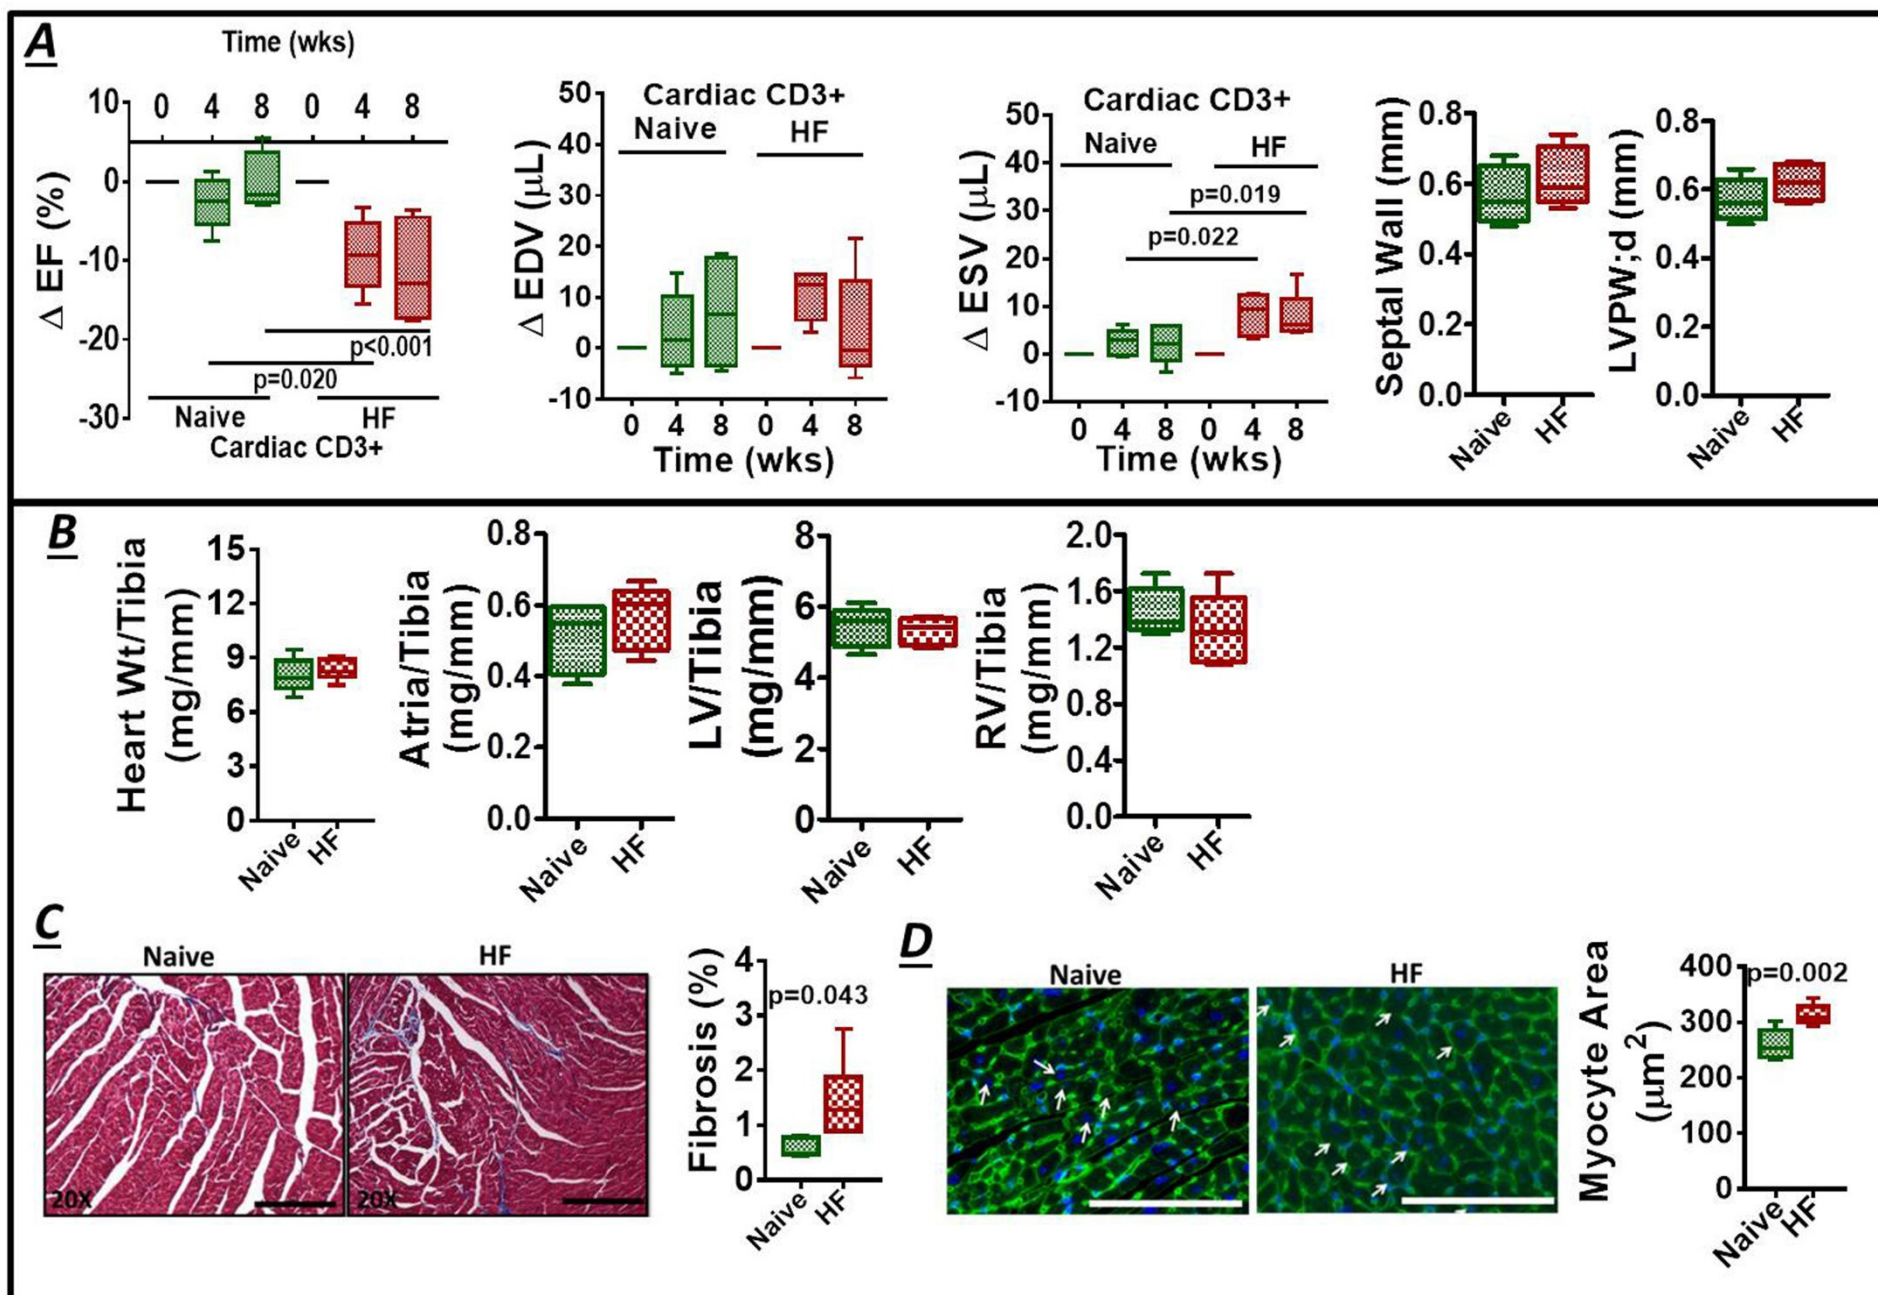 A
Time (wks)
0 4 8 0 4 8
10
0
-10
-20
-30
Δ EF (%)
p<0.001
p=0.020
Naive HF
Cardiac CD3+
50
40
30
20
10
0
-10
Δ EDV (μL)
Cardiac CD3+
Naive HF
0 4 8 0 4 8
Time (wks)
50
40
30
20
10
0
-10
Δ ESV (μL)
Cardiac CD3+
Naive HF
p=0.019
p=0.022
0 4 8 0 4 8
Time (wks)
Septal Wall (mm)
0.8
0.6
0.4
0.2
0.0
Naive HF
LVPW;d (mm)
0.8
0.6
0.4
0.2
0.0
Naive HF
B
Heart Wt/Tibia
(mg/mm)
15
12
9
6
3
0
Naive HF
Atria/Tibia
(mg/mm)
0.8
0.6
0.4
0.2
0.0
Naive HF
LV/Tibia
(mg/mm)
8
6
4
2
0
Naive HF
RV/Tibia
(mg/mm)
2.0
1.6
1.2
0.8
0.4
0.0
Naive HF
C
Naive HF
20X 20X
Fibrosis (%)
4
3
2
1
0
p=0.043
Naive HF
D
Naive HF
Myocyte Area
(μm²)
400
300
200
100
0
p=0.002
Naive HF